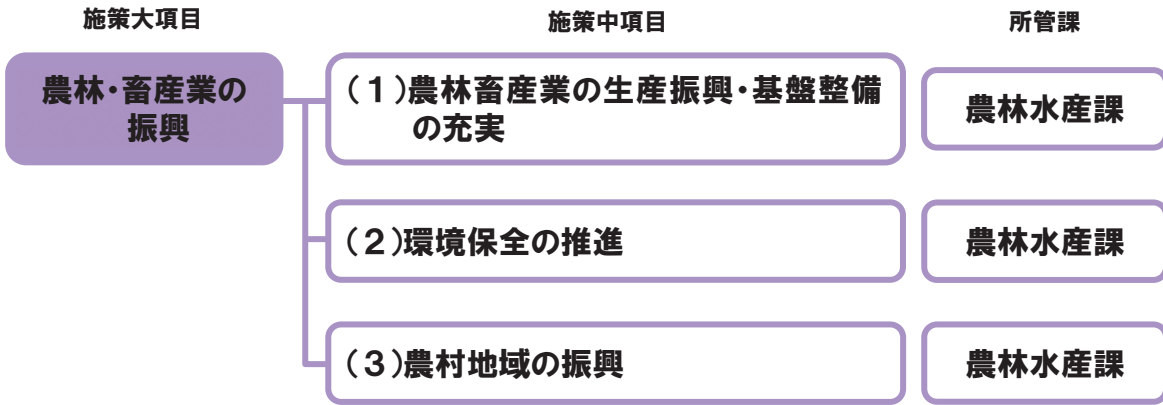 施策大項目
施策中項目
所管課
農林・畜産業の
振興
（１）農林畜産業の生産振興・基盤整備
の充実
農林水産課
（２）環境保全の推進
農林水産課
（３）農村地域の振興
農林水産課